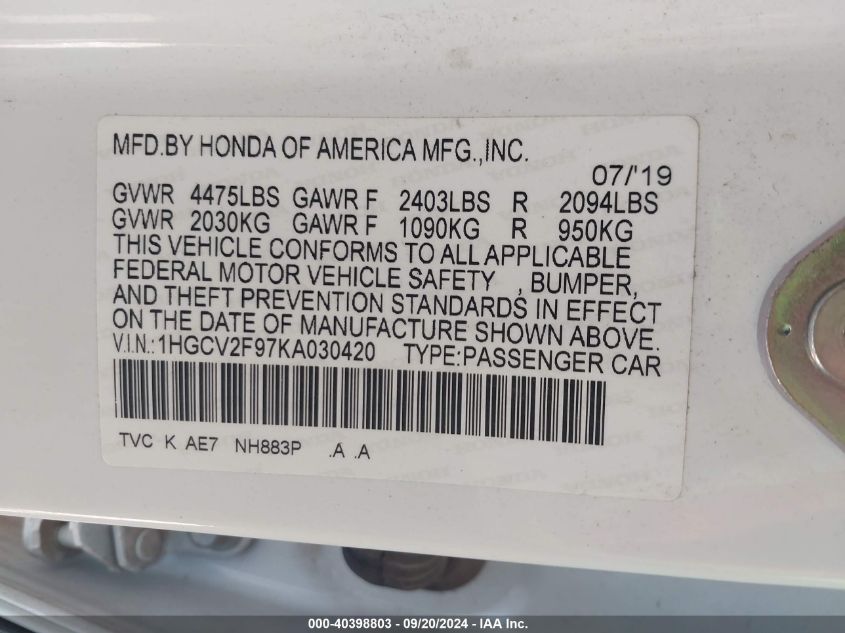 MFD.BY HONDA OF AMERICA MFG.,INC.
07/'19
GVWR 4475LBS GAWR F 2403LBS R 2094LBS
GVWR 2030KG GAWR F 1090KG R 950KG
THIS VEHICLE CONFORMS TO ALL APPLICABLE
FEDERAL MOTOR VEHICLE SAFETY , BUMPER,
AND THEFT PREVENTION STANDARDS IN EFFECT
ON THE DATE OF MANUFACTURE SHOWN ABOVE.
V.I.N.:1HGCV2F97KA030420 TYPE:PASSENGER CAR
TVC K AE7 NH883P .A .A
000-40398803 / 09/20/2024 - IAA Inc.